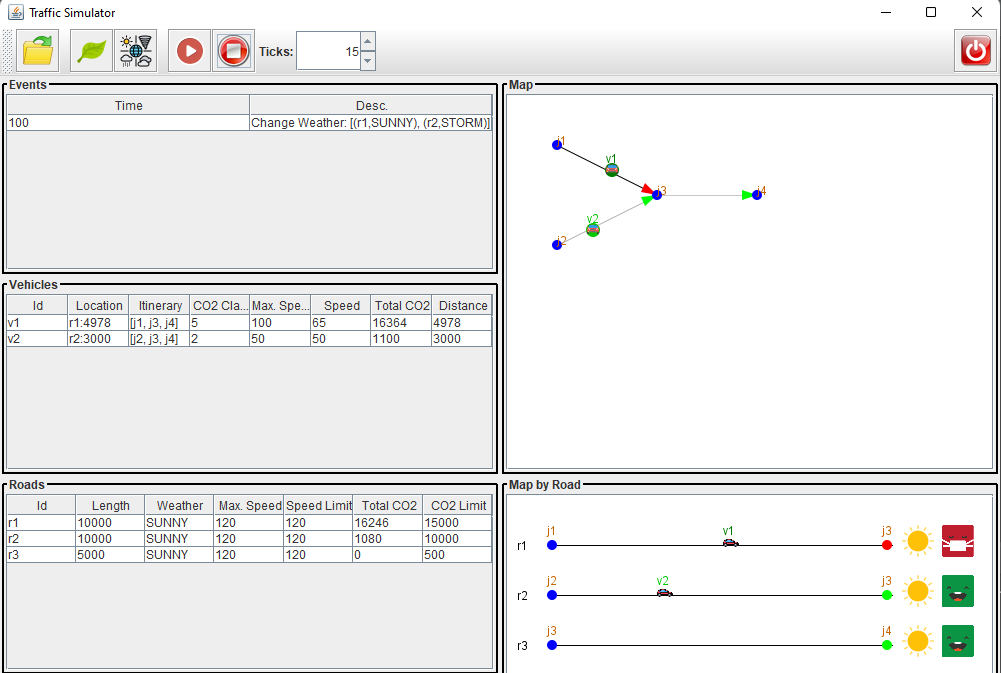 Traffic Simulator
Ticks: 15
Events
Time Desc.
100 Change Weather: [(r1,SUNNY), (r2,STORM)]
Vehicles
Id Location Itinerary CO2 Cla... Max. Spe... Speed Total CO2 Distance
v1 r1:4978 [j1, j3, j4] 5 100 65 16364 4978
v2 r2:3000 [j2, j3, j4] 2 50 50 1100 3000
Roads
Id Length Weather Max. Speed Speed Limit Total CO2 CO2 Limit
r1 10000 SUNNY 120 120 16246 15000
r2 10000 SUNNY 120 120 1080 10000
r3 5000 SUNNY 120 120 0 500
Map
j1
v1
j3 j4
v2
j2
Map by Road
j1 v1 j3
r1
j2 v2 j3
r2
j3 j4
r3